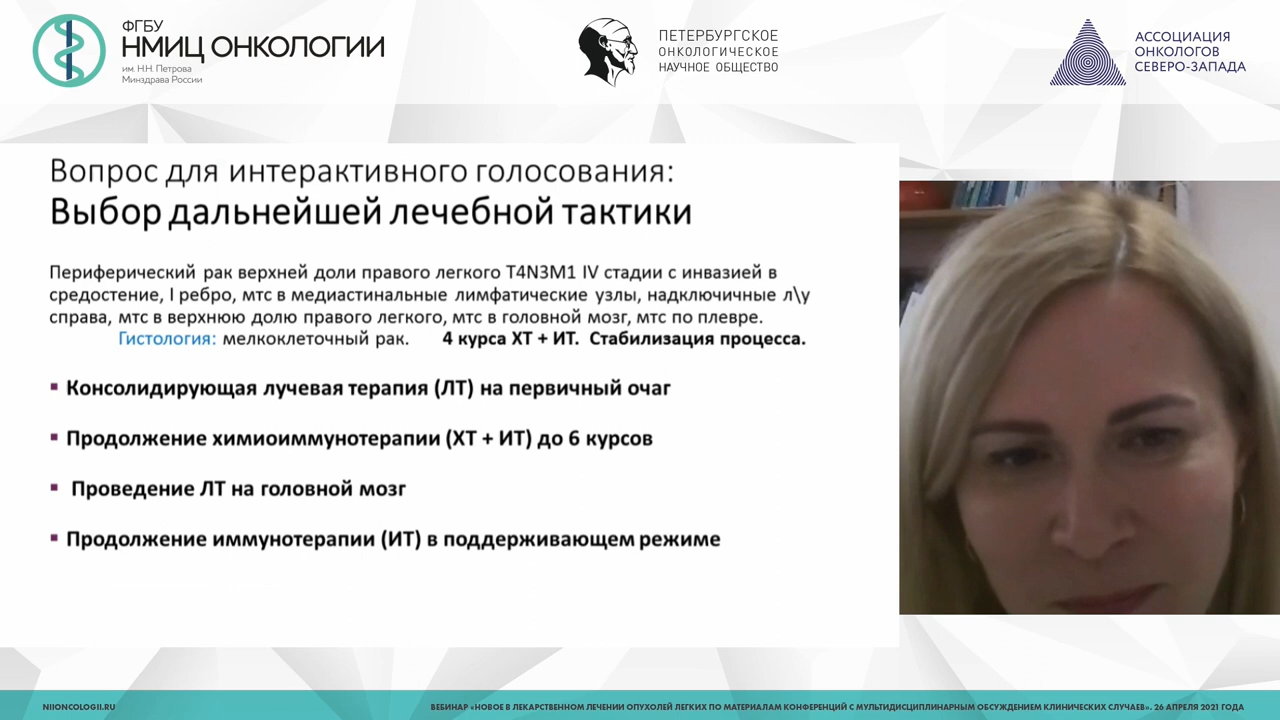 ФГБУ
НМИЦ ОНКОЛОГИИ
им. Н.Н. Петрова
Минздрава России
ПЕТЕРБУРГСКОЕ
ОНКОЛОГИЧЕСКОЕ
НАУЧНОЕ ОБЩЕСТВО
АССОЦИАЦИЯ
ОНКОЛОГОВ
СЕВЕРО-ЗАПАДА
Вопрос для интерактивного голосования:
Выбор дальнейшей лечебной тактики
Периферический рак верхней доли правого легкого T4N3M1 IV стадии с инвазией в
средостение, I ребро, мтс в медиастинальные лимфатические узлы, надключичные л\у
справа, мтс в верхнюю долю правого легкого, мтс в головной мозг, мтс по плевре.
Гистология: мелкоклеточный рак. 4 курса ХТ + ИТ. Стабилизация процесса.
▪ Консолидирующая лучевая терапия (ЛТ) на первичный очаг
▪ Продолжение химиоиммунотерапии (ХТ + ИТ) до 6 курсов
▪ Проведение ЛТ на головной мозг
▪ Продолжение иммунотерапии (ИТ) в поддерживающем режиме
NIIONCOLOGII.RU
ВЕБИНАР «НОВОЕ В ЛЕКАРСТВЕННОМ ЛЕЧЕНИИ ОПУХОЛЕЙ ЛЕГКИХ ПО МАТЕРИАЛАМ КОНФЕРЕНЦИЙ С МУЛЬТИДИСЦИПЛИНАРНЫМ ОБСУЖДЕНИЕМ КЛИНИЧЕСКИХ СЛУЧАЕВ». 26 АПРЕЛЯ 2021 ГОДА